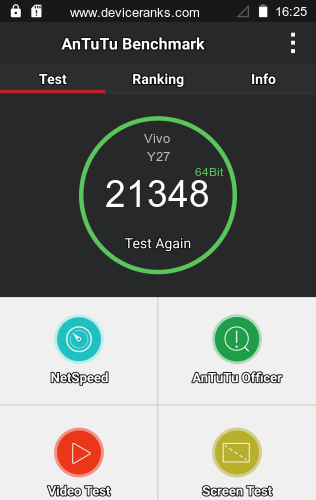 www.deviceranks.com 16:25
AnTuTu Benchmark
Test Ranking Info
Vivo
Y27
64Bit
21348
Test Again
NetSpeed AnTuTu Officer
Video Test Screen Test